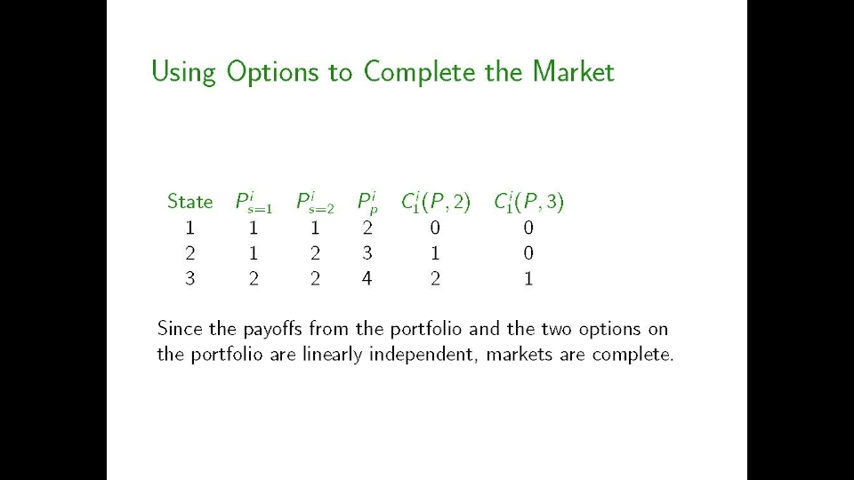 Using Options to Complete the Market
State P^i_{s=1} P^i_{s=2} P^i_p C^i_1(P, 2) C^i_1(P, 3)
1 1 1 2 0 0
2 1 2 3 1 0
3 2 2 4 2 1
Since the payoffs from the portfolio and the two options on
the portfolio are linearly independent, markets are complete.